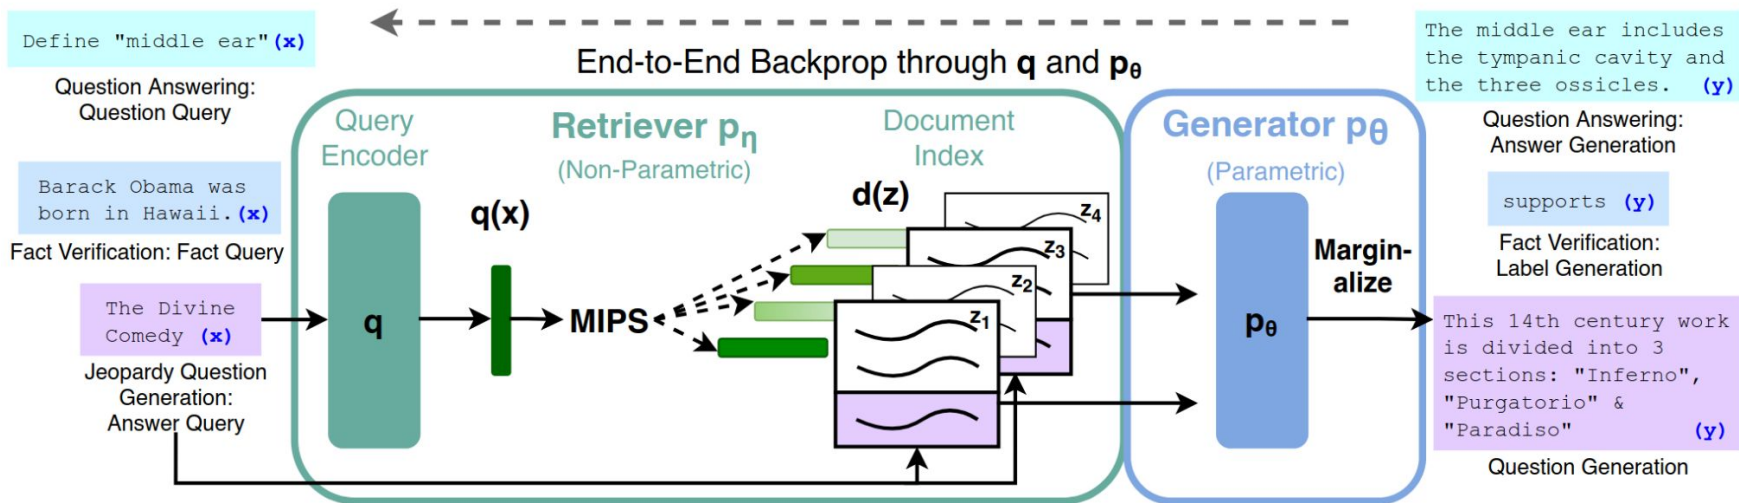 Define "middle ear" (x)
Question Answering:
Question Query
Barack Obama was
born in Hawaii. (x)
Fact Verification: Fact Query
The Divine
Comedy (x)
Jeopardy Question
Generation:
Answer Query
End-to-End Backprop through q and pθ
Query
Encoder
Retriever pη
(Non-Parametric)
Document
Index
q
q(x)
MIPS
d(z)
z4
z3
z2
z1
Generator pθ
(Parametric)
pθ
Margin-
alize
The middle ear includes
the tympanic cavity and
the three ossicles. (y)
Question Answering:
Answer Generation
supports (y)
Fact Verification:
Label Generation
This 14th century work
is divided into 3
sections: "Inferno",
"Purgatorio" &
"Paradiso" (y)
Question Generation